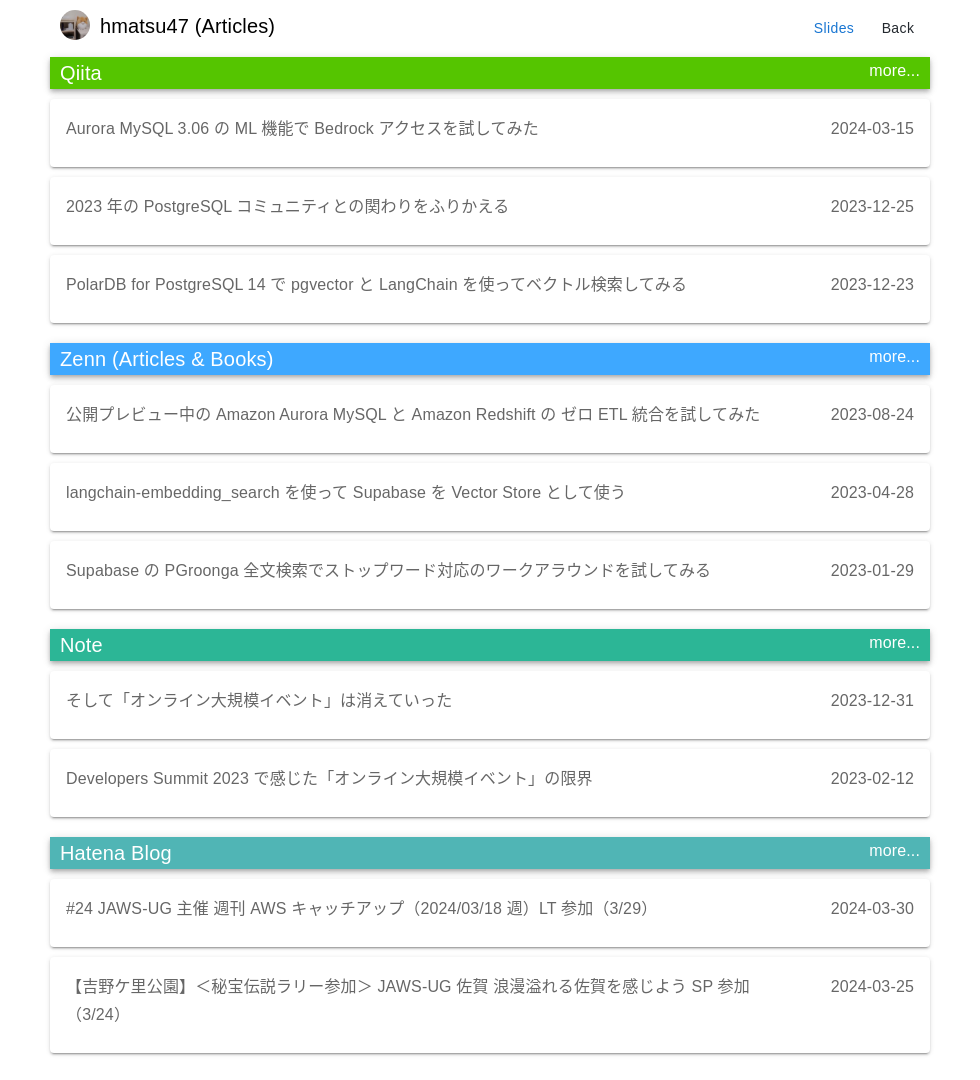 hmatsu47 (Articles)
Slides
Back
Qiita
more...
Aurora MySQL 3.06 の ML 機能で Bedrock アクセスを試してみた
2024-03-15
2023 年の PostgreSQL コミュニティとの関わりをふりかえる
2023-12-25
PolarDB for PostgreSQL 14 で pgvector と LangChain を使ってベクトル検索してみる
2023-12-23
Zenn (Articles & Books)
more...
公開プレビュー中の Amazon Aurora MySQL と Amazon Redshift の ゼロ ETL 統合を試してみた
2023-08-24
langchain-embedding_search を使って Supabase を Vector Store として使う
2023-04-28
Supabase の PGroonga 全文検索でストップワード対応のワークアラウンドを試してみる
2023-01-29
Note
more...
そして「オンライン大規模イベント」は消えていった
2023-12-31
Developers Summit 2023 で感じた「オンライン大規模イベント」の限界
2023-02-12
Hatena Blog
more...
#24 JAWS-UG 主催 週刊 AWS キャッチアップ（2024/03/18 週）LT 参加（3/29）
2024-03-30
【吉野ケ里公園】＜秘宝伝説ラリー参加＞ JAWS-UG 佐賀 浪漫溢れる佐賀を感じよう SP 参加
（3/24）
2024-03-25